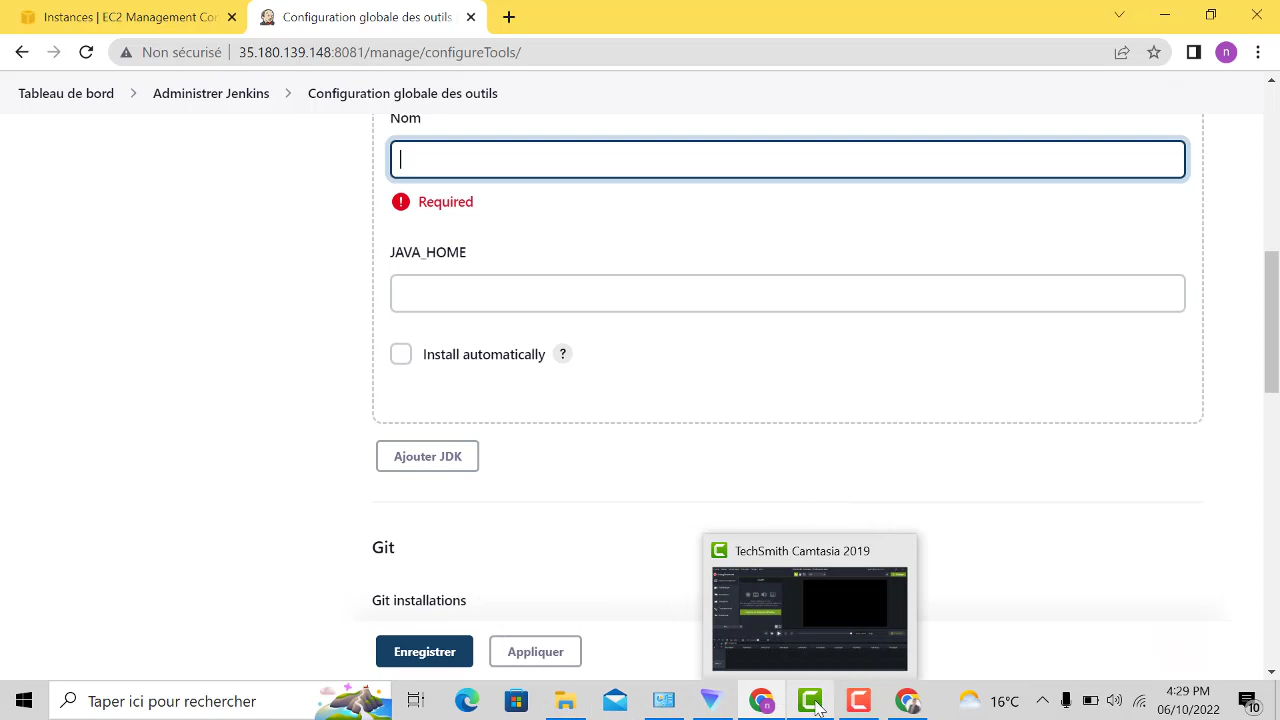 Instances | EC2 Management Con
Configuration globale des outils
Non sécurisé
35.180.139.148:8081/manage/configureTools/
n
Tableau de bord
Administrer Jenkins
Configuration globale des outils
Nom
! Required
JAVA_HOME
Install automatically ?
Ajouter JDK
Git
Git installati
TechSmith Camtasia 2019
Enregistrer
Appliquer
Taper ici pour rechercher
n
16°C
4:29 PM
06/10/2022
10